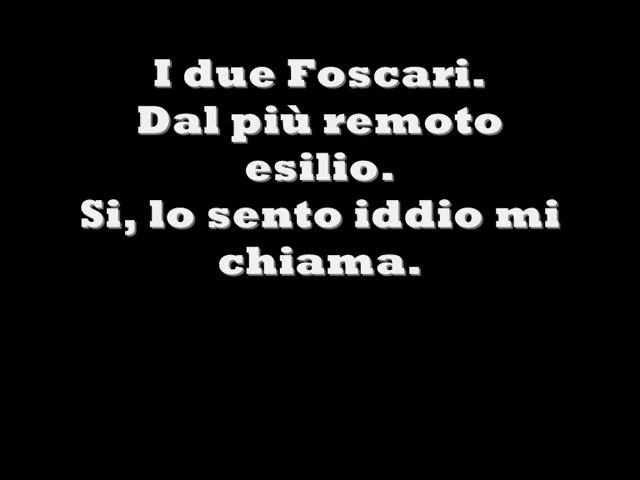 I due Foscari.
Dal più remoto
esilio.
Si, lo sento iddio mi
chiama.